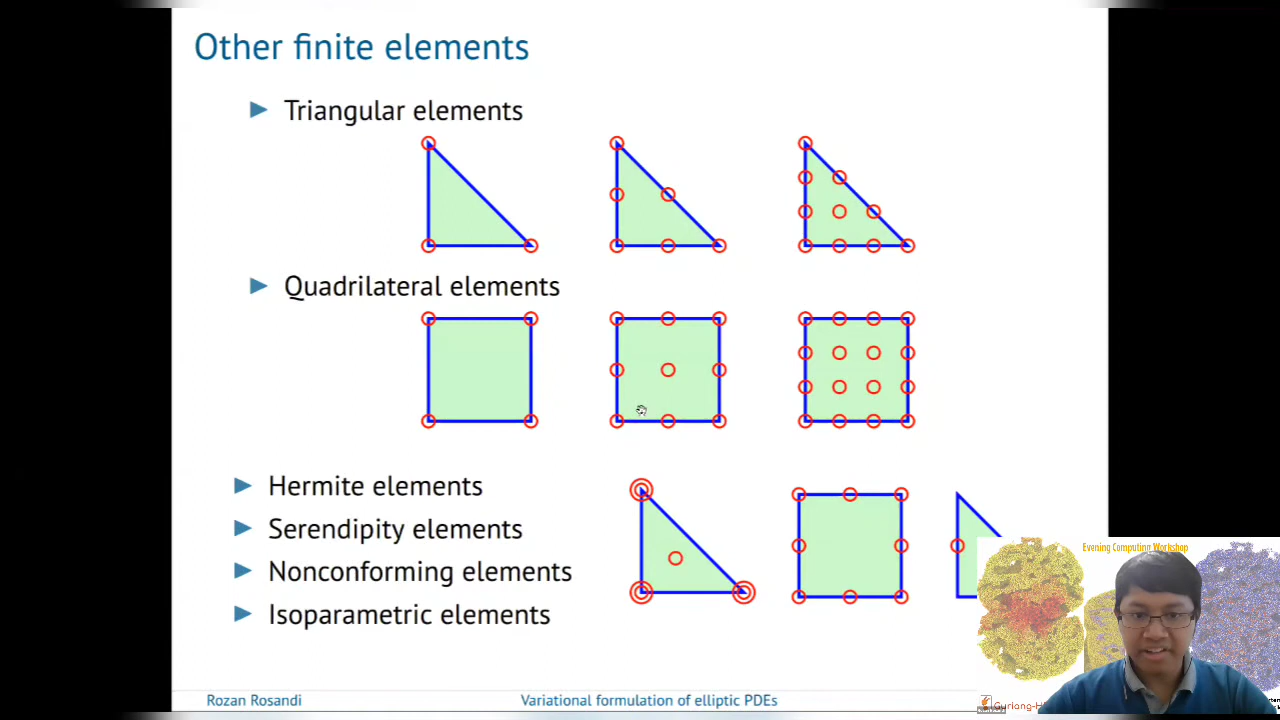 Other finite elements
Triangular elements
Quadrilateral elements
Hermite elements
Serendipity elements
Nonconforming elements
Isoparametric elements
Evening Computing Workshop
Rozan Rosandi
Variational formulation of elliptic PDEs